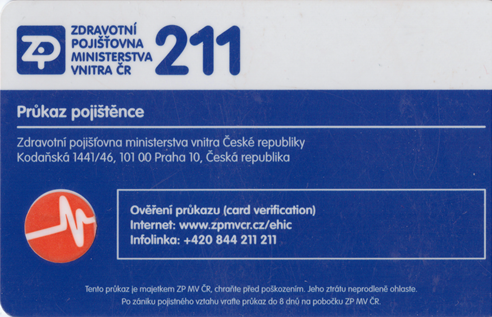 ZP
ZDRAVOTNÍ
POJIŠŤOVNA
MINISTERSTVA
VNITRA ČR
211
Průkaz pojištěnce
Zdravotní pojišťovna ministerstva vnitra České republiky
Kodaňská 1441/46, 101 00 Praha 10, Česká republika
Ověření průkazu (card verification)
Internet: www.zpmvcr.cz/ehic
Infolinka: +420 844 211 211
Tento průkaz je majetkem ZP MV ČR, chraňte před poškozením. Jeho ztrátu neprodleně ohlaste.
Po zániku pojistného vztahu vraťte průkaz do 8 dnů na pobočku ZP MV ČR.